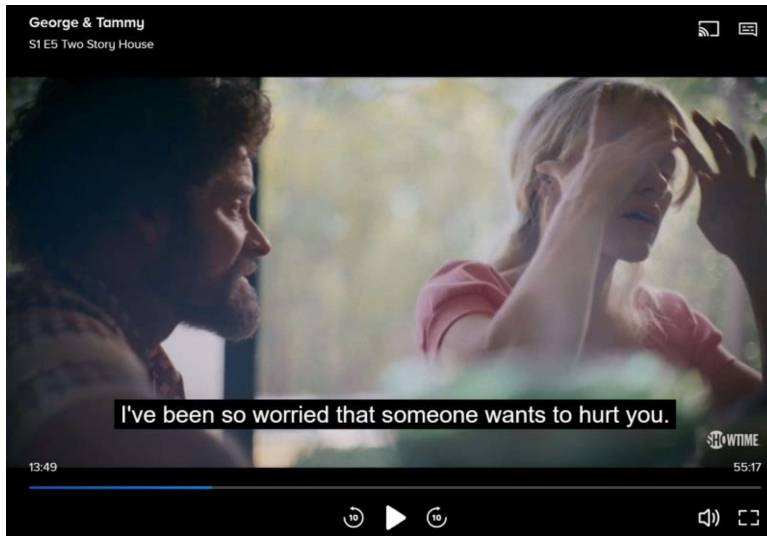 George & Tammy
S1 E5 Two Story House
I've been so worried that someone wants to hurt you.
SHOWTIME
13:49
55:17
10
10